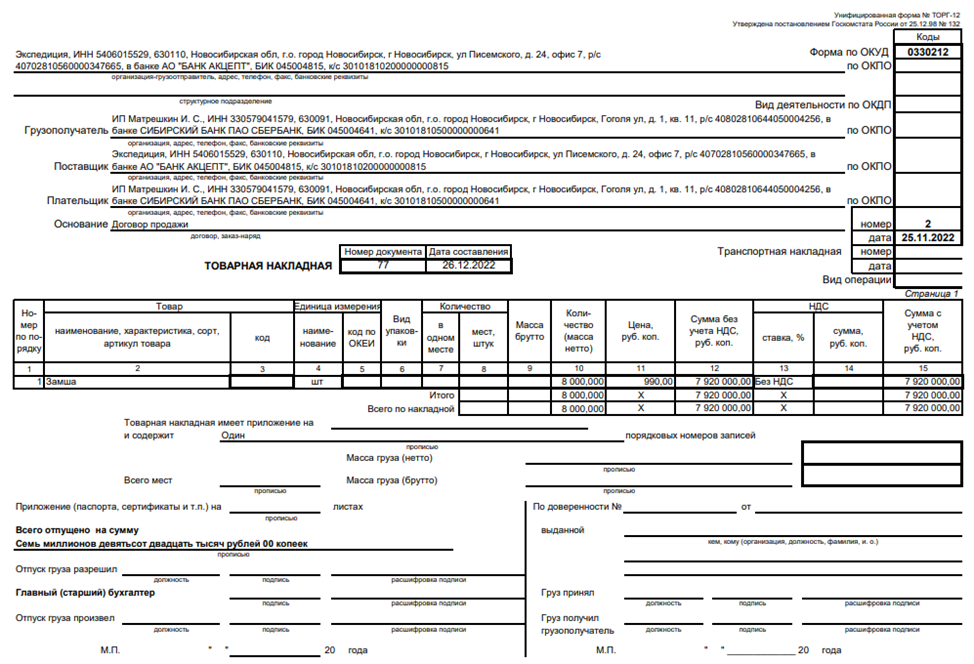 Унифицированная форма № ТОРГ-12
Утверждена постановлением Госкомстата России от 25.12.98 № 132
Коды
Форма по ОКУД 0330212
Экспедиция, ИНН 5406015529, 630110, Новосибирская обл, г.о. город Новосибирск, г Новосибирск, ул Писемского, д. 24, офис 7, р/с
40702810560000347665, в банке АО "БАНК АКЦЕПТ", БИК 045004815, к/с 30101810200000000815 по ОКПО
организация-грузоотправитель, адрес, телефон, факс, банковские реквизиты
структурное подразделение
Вид деятельности по ОКДП
ИП Матрешкин И. С., ИНН 330579041579, 630091, Новосибирская обл, г.о. город Новосибирск, г Новосибирск, Гоголя ул, д. 1, кв. 11, р/с 40802810644050004256, в
Грузополучатель банке СИБИРСКИЙ БАНК ПАО СБЕРБАНК, БИК 045004641, к/с 30101810500000000641 по ОКПО
организация, адрес, телефон, факс, банковские реквизиты
Экспедиция, ИНН 5406015529, 630110, Новосибирская обл, г.о. город Новосибирск, г Новосибирск, ул Писемского, д. 24, офис 7, р/с 40702810560000347665, в
Поставщик банке АО "БАНК АКЦЕПТ", БИК 045004815, к/с 30101810200000000815 по ОКПО
организация, адрес, телефон, факс, банковские реквизиты
ИП Матрешкин И. С., ИНН 330579041579, 630091, Новосибирская обл, г.о. город Новосибирск, г Новосибирск, Гоголя ул, д. 1, кв. 11, р/с 40802810644050004256, в
Плательщик банке СИБИРСКИЙ БАНК ПАО СБЕРБАНК, БИК 045004641, к/с 30101810500000000641 по ОКПО
организация, адрес, телефон, факс, банковские реквизиты
Основание Договор продажи номер 2
договор, заказ-наряд
дата 25.11.2022
Номер документа Дата составления
Транспортная накладная номер
ТОВАРНАЯ НАКЛАДНАЯ 77 26.12.2022
дата
Вид операции
Страница 1
Но-
мер
по по-
рядку
Товар
наименование, характеристика, сорт,
артикул товара
код
Единица измерения
наиме-
нование
код по
ОКЕИ
Вид
упаков-
ки
Количество
в
одном
месте
мест,
штук
Масса
брутто
Коли-
чество
(масса
нетто)
Цена,
руб. коп.
Сумма без
учета НДС,
руб. коп.
НДС
ставка, %
сумма,
руб. коп.
Сумма с
учетом
НДС,
руб. коп.
1 2 3 4 5 6 7 8 9 10 11 12 13 14 15
1 Замша шт 8 000,000 990,00 7 920 000,00 Без НДС 7 920 000,00
Итого 8 000,000 X 7 920 000,00 X 7 920 000,00
Всего по накладной 8 000,000 X 7 920 000,00 X 7 920 000,00
Товарная накладная имеет приложение на
и содержит Один порядковых номеров записей
прописью
Масса груза (нетто)
прописью
Всего мест Масса груза (брутто)
прописью прописью
Приложение (паспорта, сертификаты и т.п.) на листах
прописью
Всего отпущено на сумму
Семь миллионов девятьсот двадцать тысяч рублей 00 копеек
прописью
Отпуск груза разрешил
должность подпись расшифровка подписи
Главный (старший) бухгалтер
подпись расшифровка подписи
Отпуск груза произвел
должность подпись расшифровка подписи
М.П. " " 20 года
По доверенности № от
выданной
кем, кому (организация, должность, фамилия, и. о.)
Груз принял
должность подпись расшифровка подписи
Груз получил
грузополучатель
должность подпись расшифровка подписи
М.П. " " 20 года